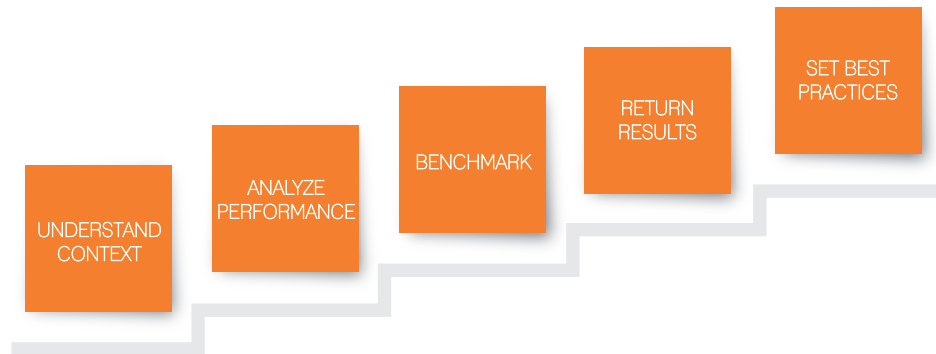 UNDERSTAND
CONTEXT
ANALYZE
PERFORMANCE
BENCHMARK
RETURN
RESULTS
SET BEST
PRACTICES